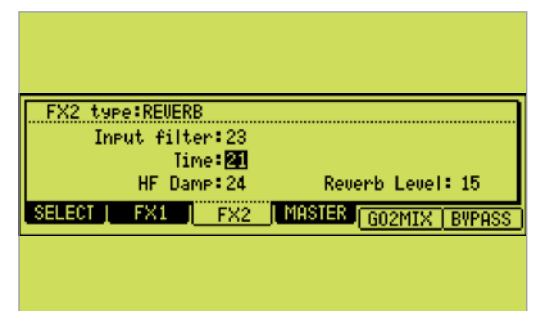 FX2 type:REVERB
Input filter:23
Time:21
HF Damp:24 Reverb Level: 15
SELECT FX1 FX2 MASTER GO2MIX BYPASS